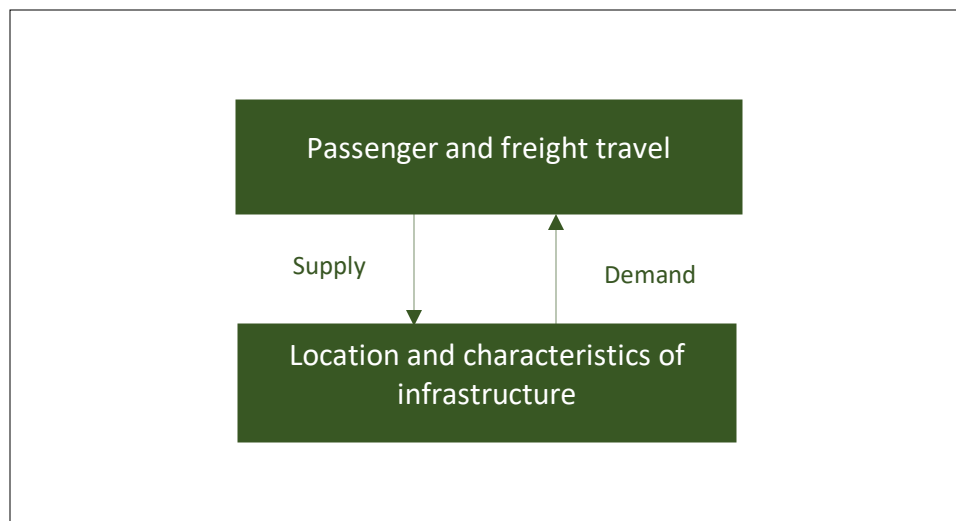 Passenger and freight travel
Supply
Demand
Location and characteristics of
infrastructure